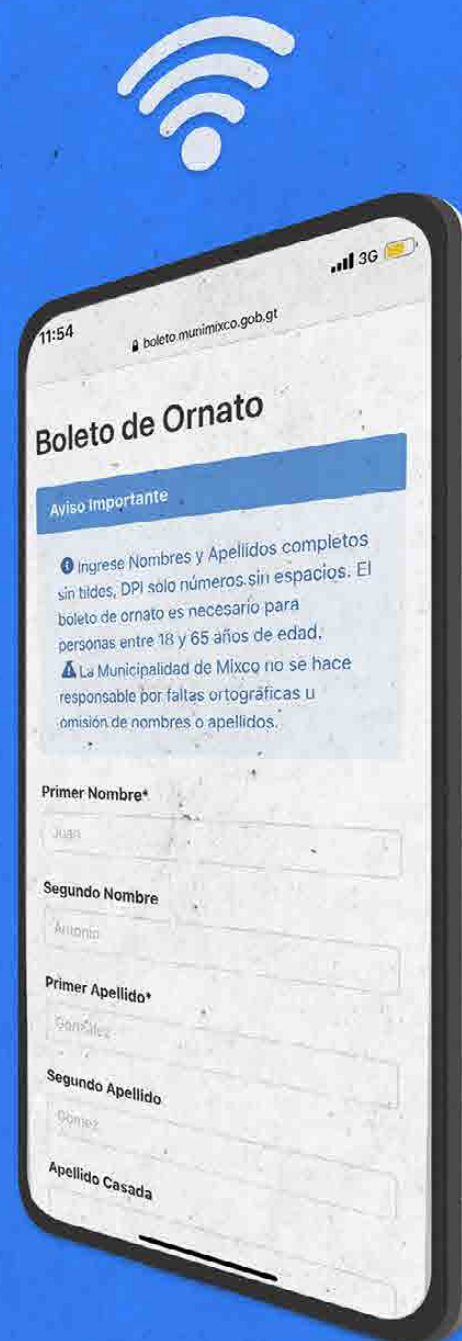 11:54
3G
boleto.munimixco.gob.gt
Boleto de Ornato
Aviso Importante
Ingrese Nombres y Apellidos completos
sin tildes, DPI solo números sin espacios. El
boleto de ornato es necesario para
personas entre 18 y 65 años de edad.
La Municipalidad de Mixco no se hace
responsable por faltas ortográficas u
omisión de nombres o apellidos.
Primer Nombre*
Juan
Segundo Nombre
Antonio
Primer Apellido*
González
Segundo Apellido
Gomez
Apellido Casada